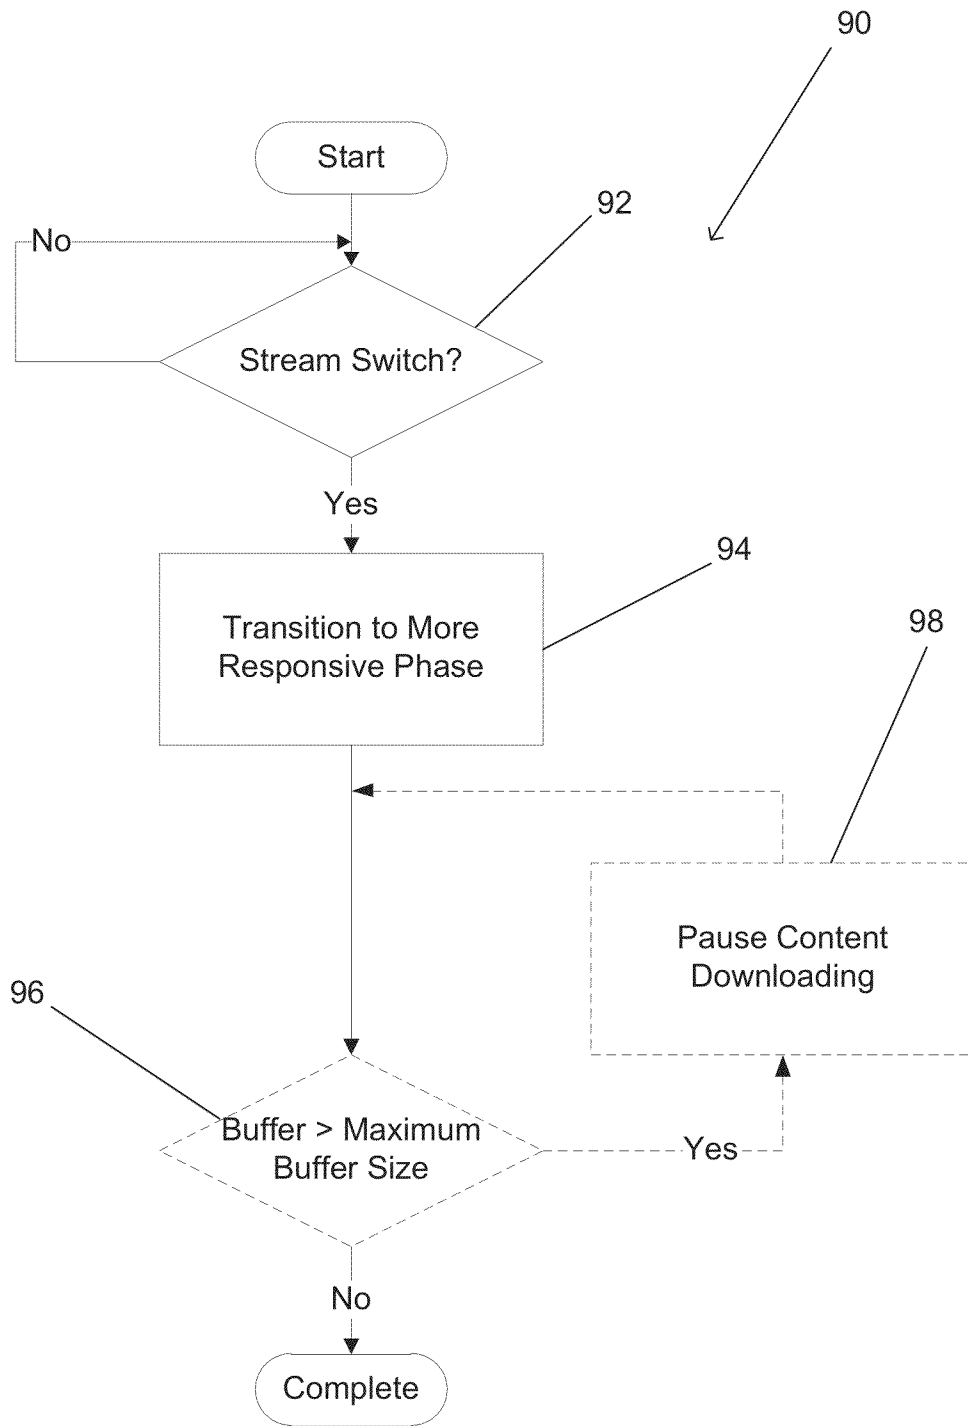 90
Start
92
No
Stream Switch?
Yes
94
Transition to More
Responsive Phase
98
Pause Content
Downloading
96
Buffer > Maximum
Buffer Size
Yes
No
Complete